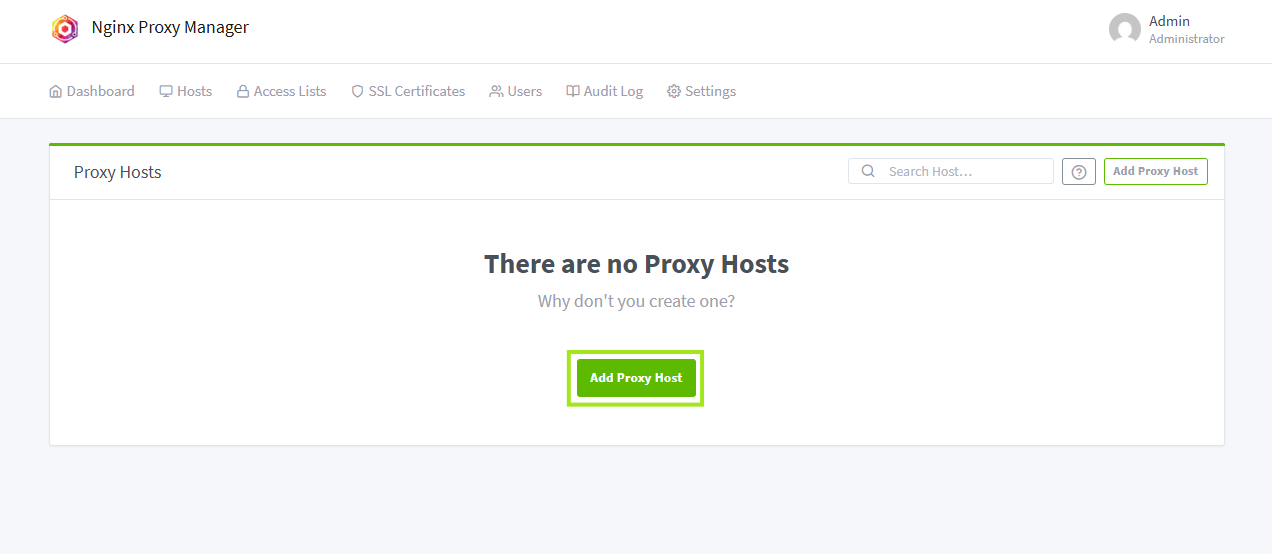 Nginx Proxy Manager
Admin
Administrator
Dashboard Hosts Access Lists SSL Certificates Users Audit Log Settings
Proxy Hosts Search Host... Add Proxy Host
There are no Proxy Hosts
Why don't you create one?
Add Proxy Host